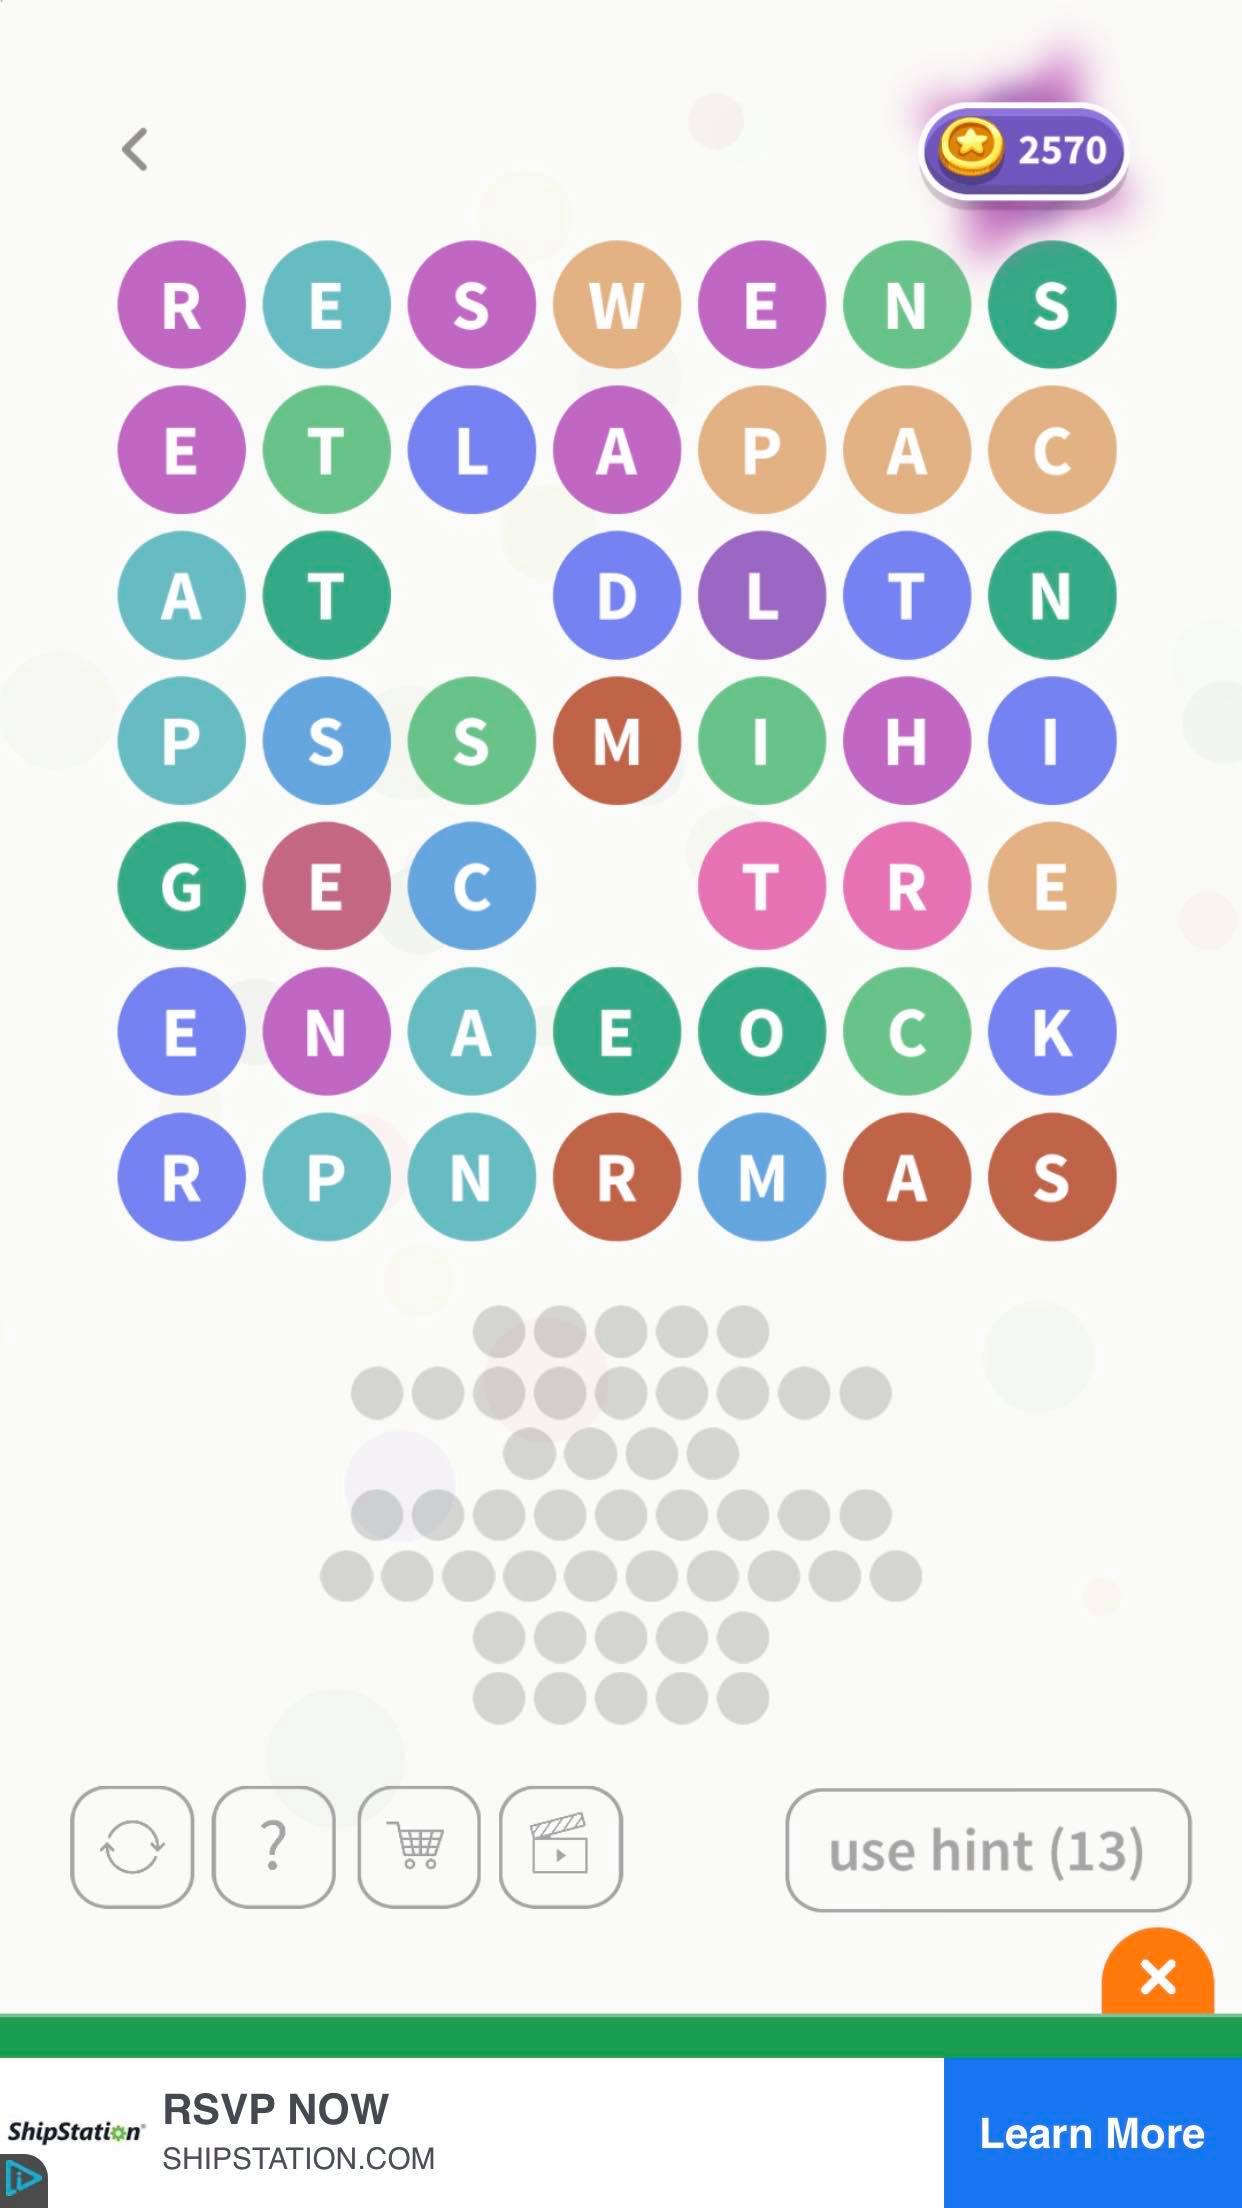 2570
R E S W E N S
E T L A P A C
A T D L T N
P S S M I H I
G E C T R E
E N A E O C K
R P N R M A S
?
use hint (13)
RSVP NOW
ShipStation
SHIPSTATION.COM
Learn More